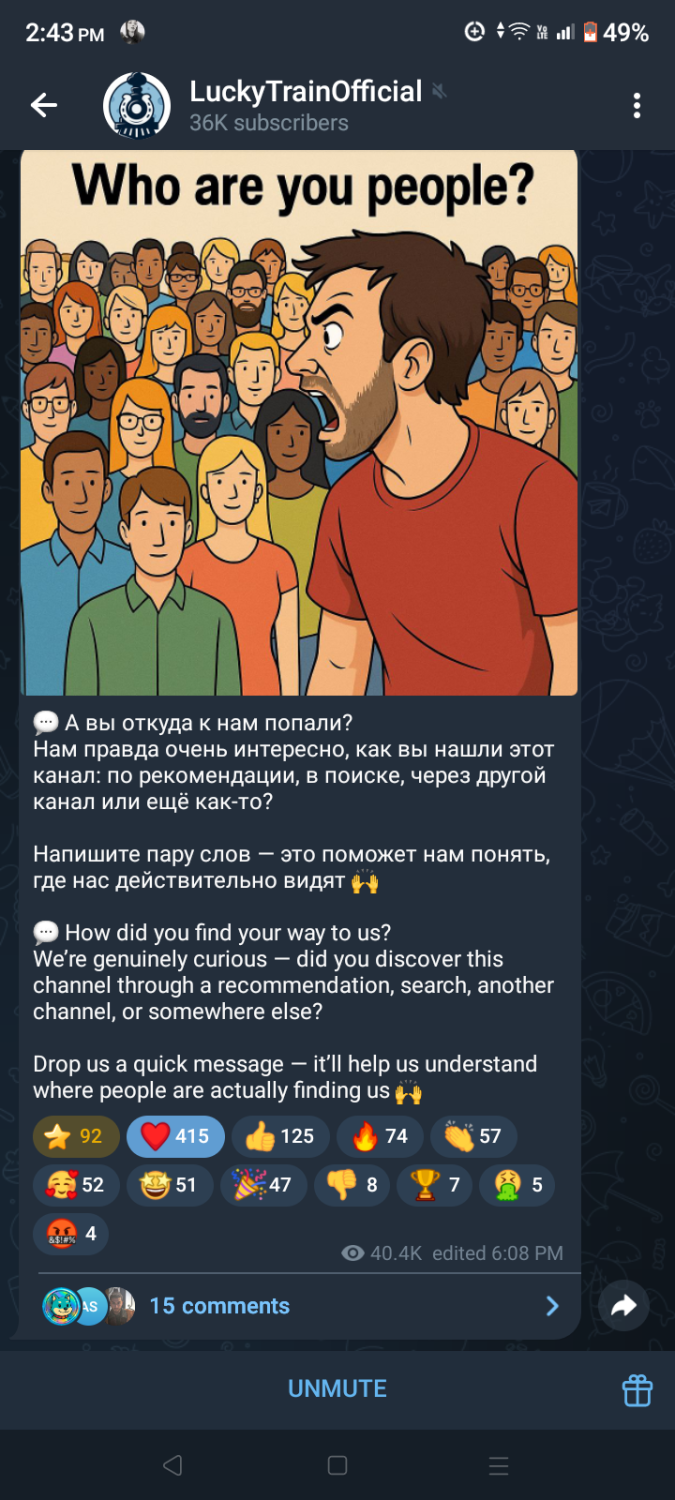 2:43 PM
Vo LTE
49%
LuckyTrainOfficial
36K subscribers
Who are you people?
💬 А вы откуда к нам попали?
Нам правда очень интересно, как вы нашли этот
канал: по рекомендации, в поиске, через другой
канал или ещё как-то?
Напишите пару слов — это поможет нам понять,
где нас действительно видят 🙌
💬 How did you find your way to us?
We’re genuinely curious — did you discover this
channel through a recommendation, search, another
channel, or somewhere else?
Drop us a quick message — it’ll help us understand
where people are actually finding us 🙌
⭐ 92 ❤️ 415 👍 125 🔥 74 👏 57
🥰 52 🤩 51 🎉 47 👎 8 🏆 7 🤮 5
🤬 4
40.4K edited 6:08 PM
AS 15 comments
UNMUTE